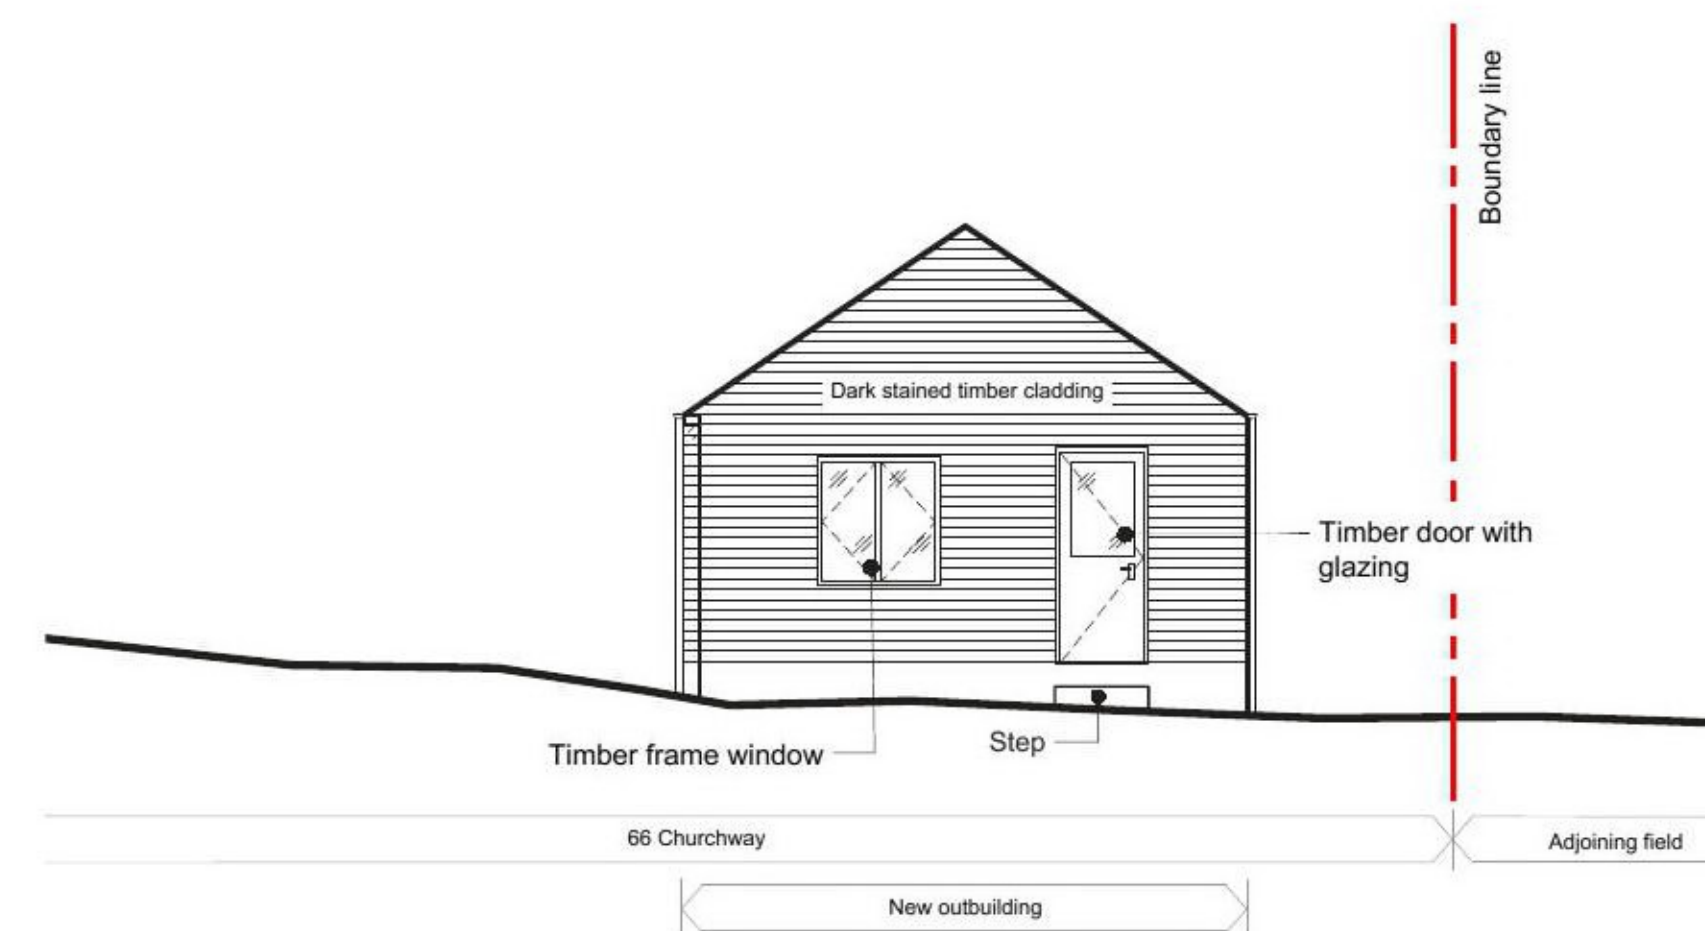 Boundary line
Dark stained timber cladding
Timber door with
glazing
Timber frame window
Step
66 Churchway
Adjoining field
New outbuilding